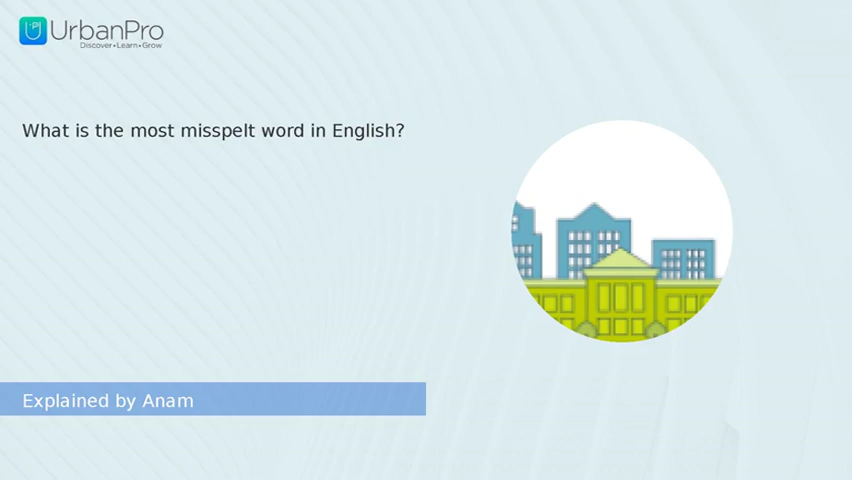 UrbanPro
Discover•Learn•Grow
What is the most misspelt word in English?
Explained by Anam